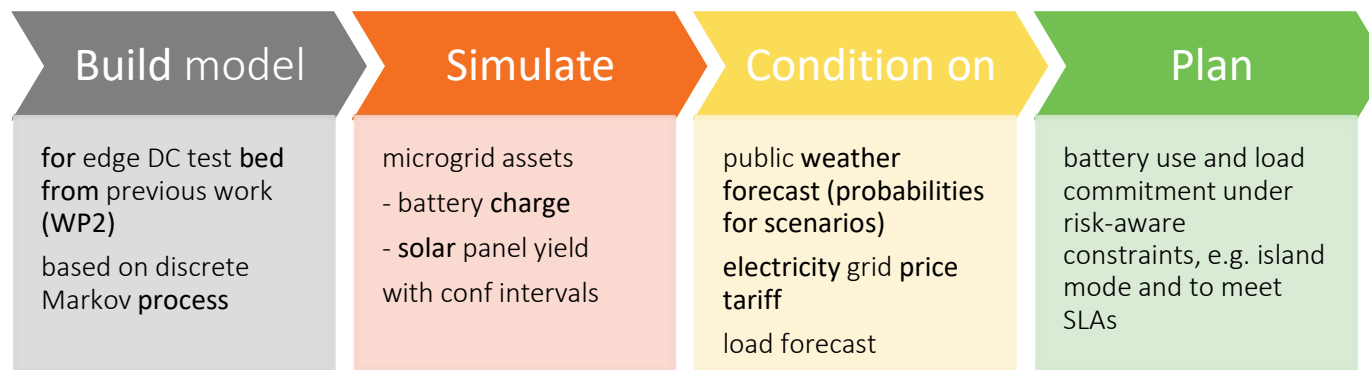 Build model
for edge DC test bed
from previous work
(WP2)
based on discrete
Markov process
Simulate
microgrid assets
- battery charge
- solar panel yield
with conf intervals
Condition on
public weather
forecast (probabilities
for scenarios)
electricity grid price
tariff
load forecast
Plan
battery use and load
commitment under
risk-aware
constraints, e.g. island
mode and to meet
SLAs